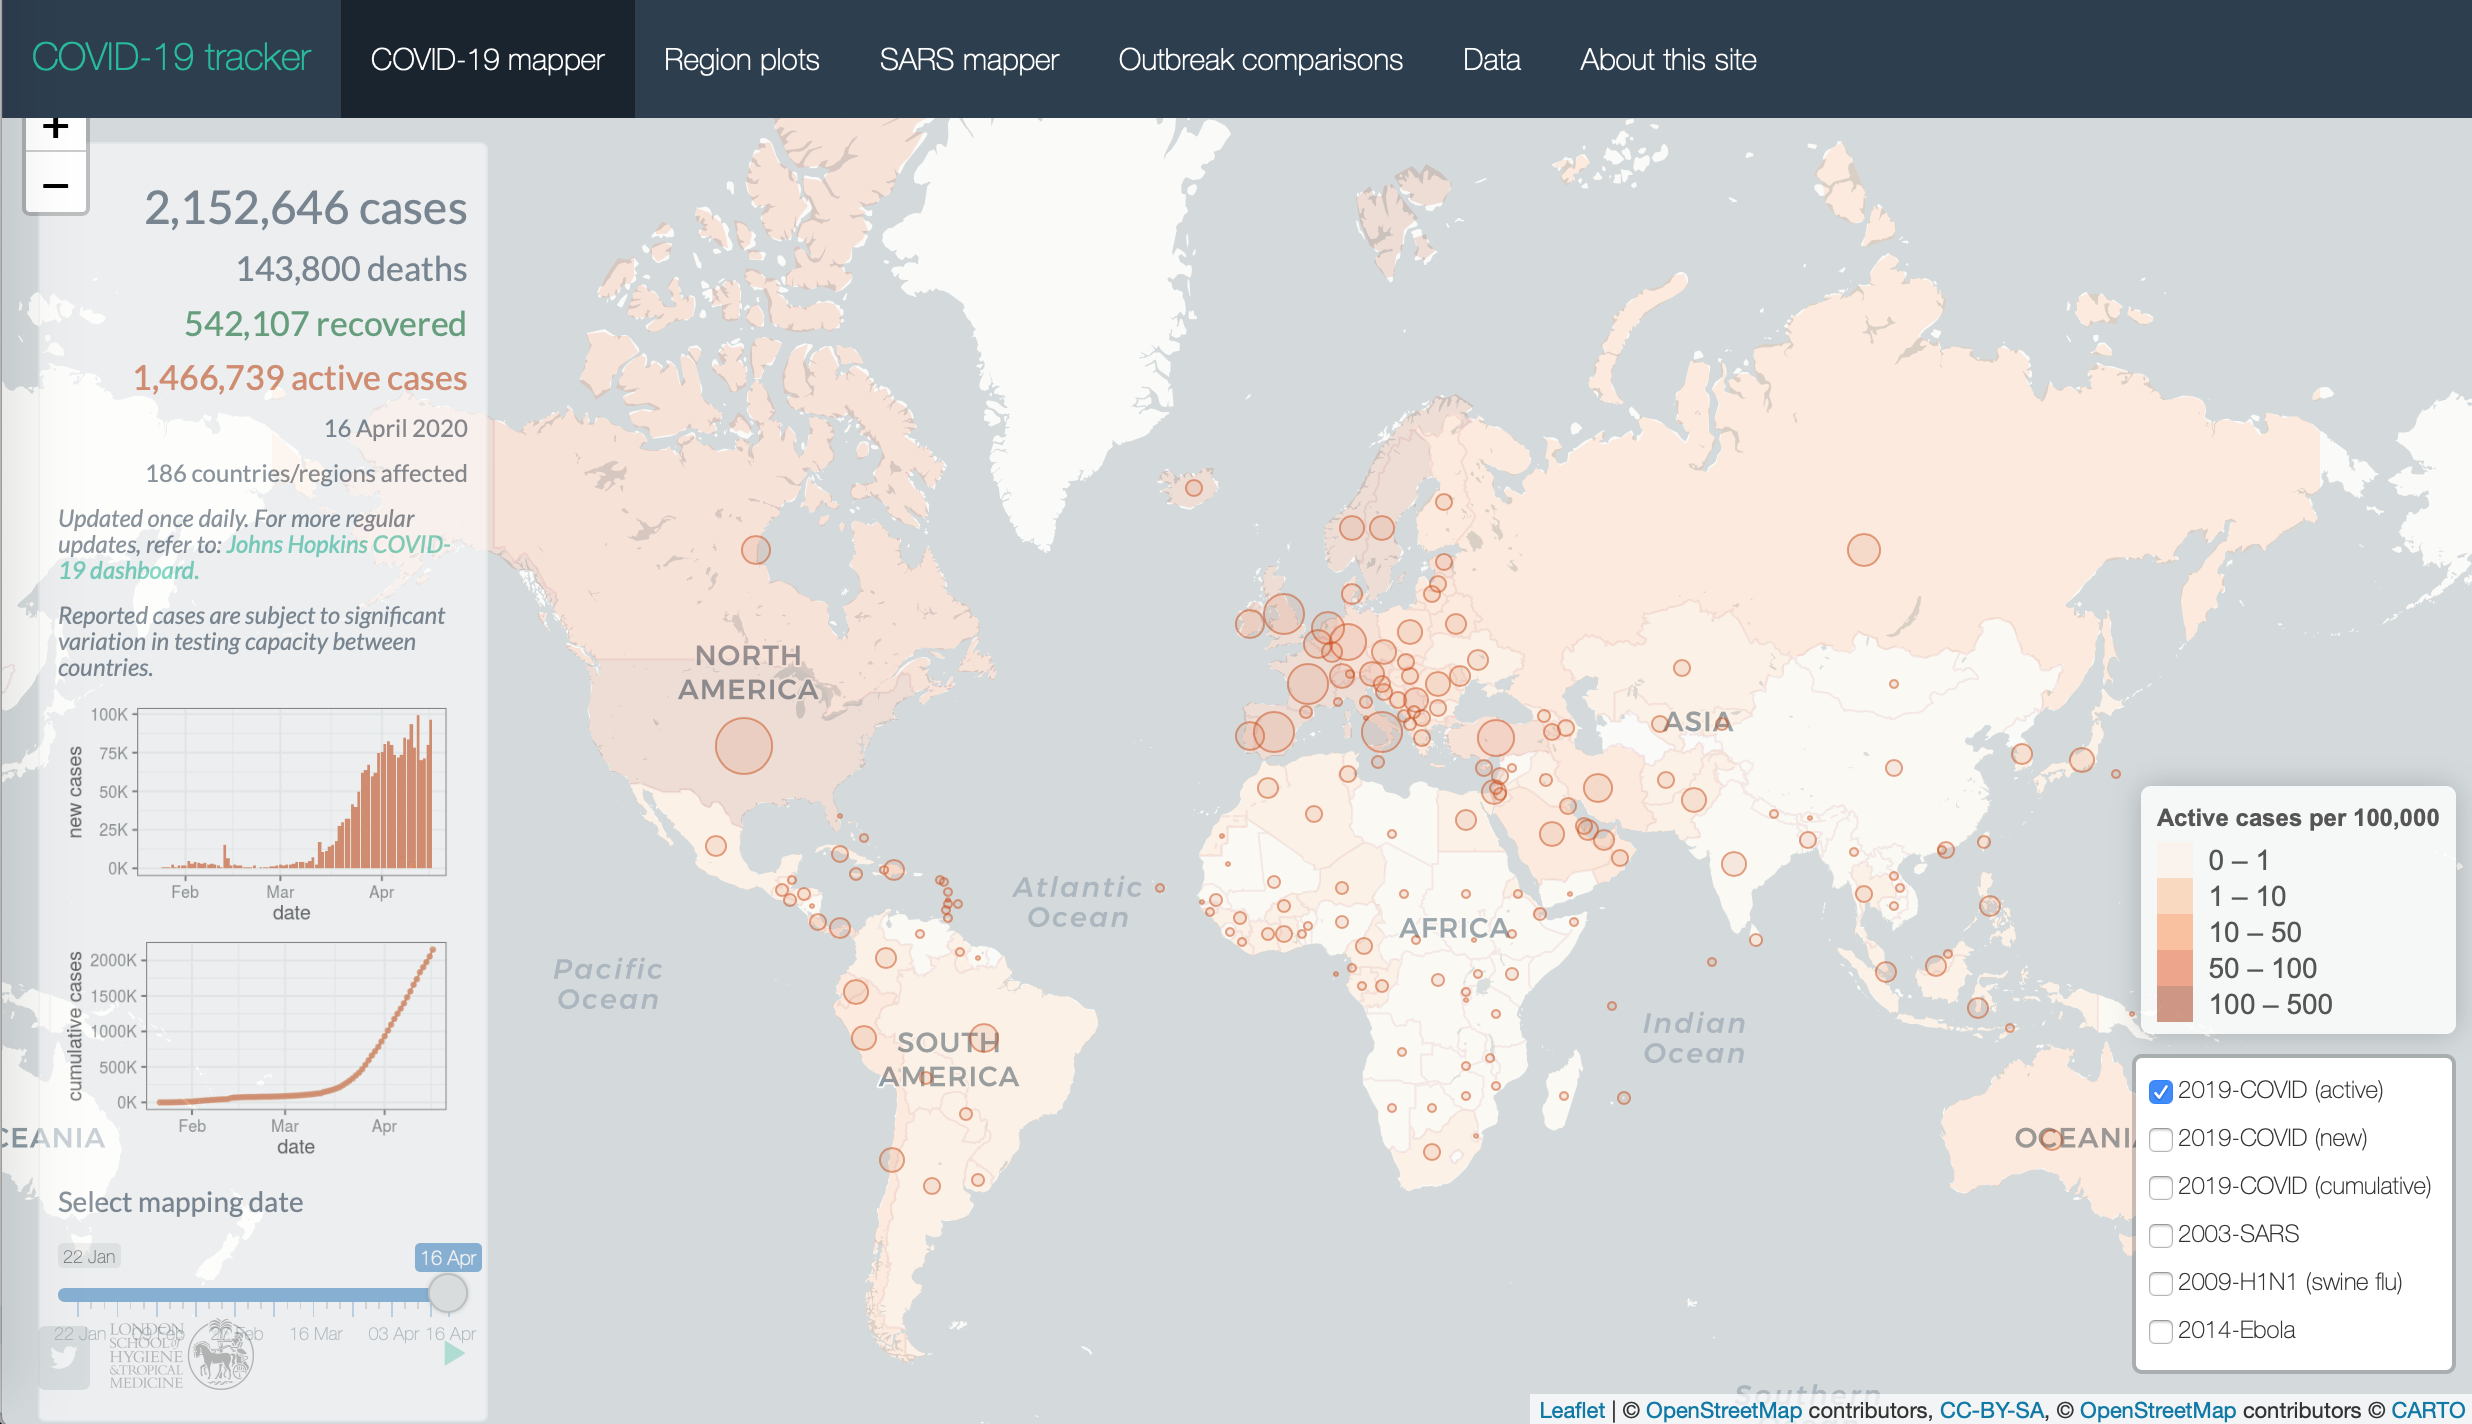 COVID-19 tracker
COVID-19 mapper
Region plots
SARS mapper
Outbreak comparisons
Data
About this site
+
−
2,152,646 cases
143,800 deaths
542,107 recovered
1,466,739 active cases
16 April 2020
186 countries/regions affected
Updated once daily. For more regular
updates, refer to: Johns Hopkins COVID-
19 dashboard.
Reported cases are subject to significant
variation in testing capacity between
countries.
new cases
100K
75K
50K
25K
0K
Feb
Mar
Apr
date
cumulative cases
2000K
1500K
1000K
500K
0K
Feb
Mar
Apr
date
Select mapping date
22 Jan
16 Apr
22 Jan
09 Feb
27 Feb
16 Mar
03 Apr
16 Apr
LONDON
SCHOOL of
HYGIENE
&TROPICAL
MEDICINE
CEANIA
NORTH
AMERICA
ASIA
Atlantic
Ocean
AFRICA
Pacific
Ocean
SOUTH
AMERICA
Indian
Ocean
OCEANIA
Southern
Active cases per 100,000
0 – 1
1 – 10
10 – 50
50 – 100
100 – 500
2019-COVID (active)
2019-COVID (new)
2019-COVID (cumulative)
2003-SARS
2009-H1N1 (swine flu)
2014-Ebola
Leaflet | © OpenStreetMap contributors, CC-BY-SA, © OpenStreetMap contributors © CARTO